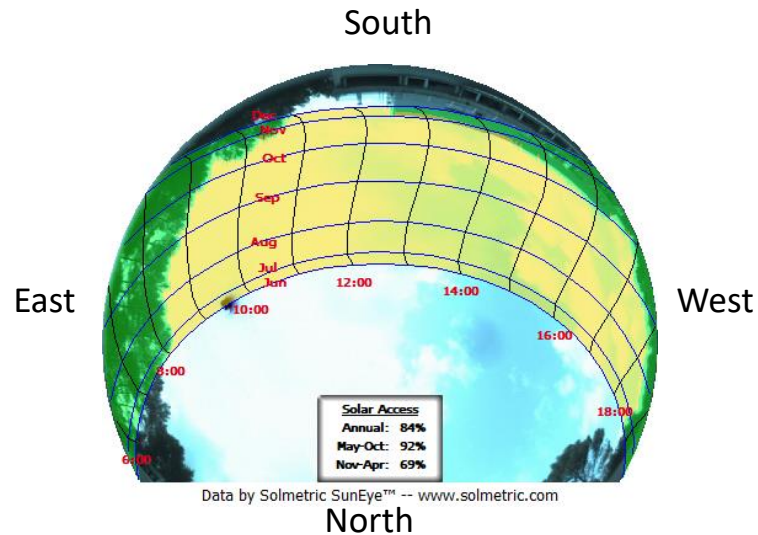 South
Dec
Nov
Oct
Sep
Aug
Jul
Jun
East
West
12:00
14:00
10:00
16:00
8:00
18:00
6:00
Solar Access
Annual: 84%
May-Oct: 92%
Nov-Apr: 69%
Data by Solmetric SunEye™ -- www.solmetric.com
North